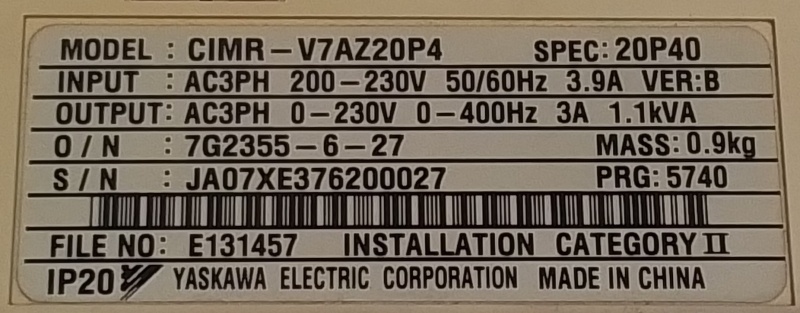 MODEL : CIMR-V7AZ20P4 SPEC: 20P40
INPUT : AC3PH 200-230V 50/60Hz 3.9A VER:B
OUTPUT: AC3PH 0-230V 0-400Hz 3A 1.1kVA
O/N : 7G2355-6-27 MASS: 0.9kg
S/N : JA07XE376200027 PRG: 5740
FILE NO: E131457 INSTALLATION CATEGORY II
IP20 YASKAWA ELECTRIC CORPORATION MADE IN CHINA